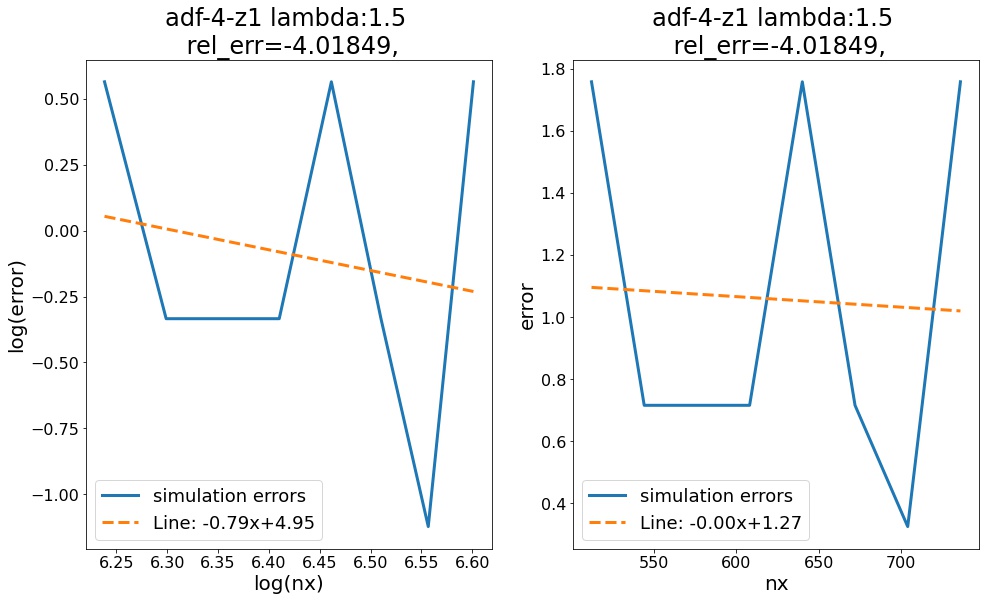 adf-4-z1 lambda:1.5
rel_err=-4.01849,
log(error)
0.50
0.25
0.00
−0.25
−0.50
−0.75
−1.00
simulation errors
Line: -0.79x+4.95
6.25 6.30 6.35 6.40 6.45 6.50 6.55 6.60
log(nx)
adf-4-z1 lambda:1.5
rel_err=-4.01849,
error
1.8
1.6
1.4
1.2
1.0
0.8
0.6
0.4
simulation errors
Line: -0.00x+1.27
550 600 650 700
nx